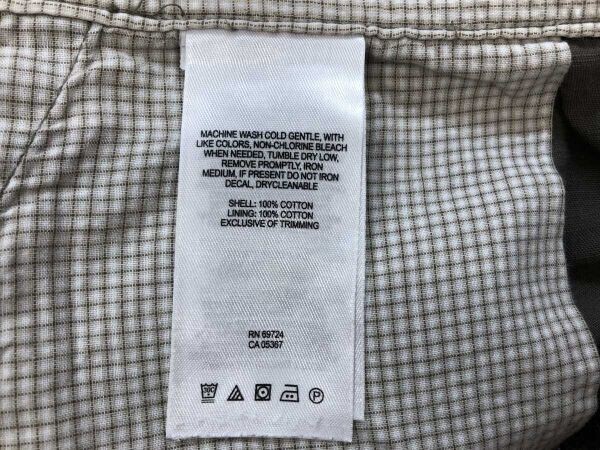 MACHINE WASH COLD GENTLE, WITH
LIKE COLORS, NON-CHLORINE BLEACH
WHEN NEEDED, TUMBLE DRY LOW,
REMOVE PROMPTLY, IRON
MEDIUM, IF PRESENT DO NOT IRON
DECAL, DRYCLEANABLE
SHELL: 100% COTTON
LINING: 100% COTTON
EXCLUSIVE OF TRIMMING
RN 69724
CA 05367
30C P